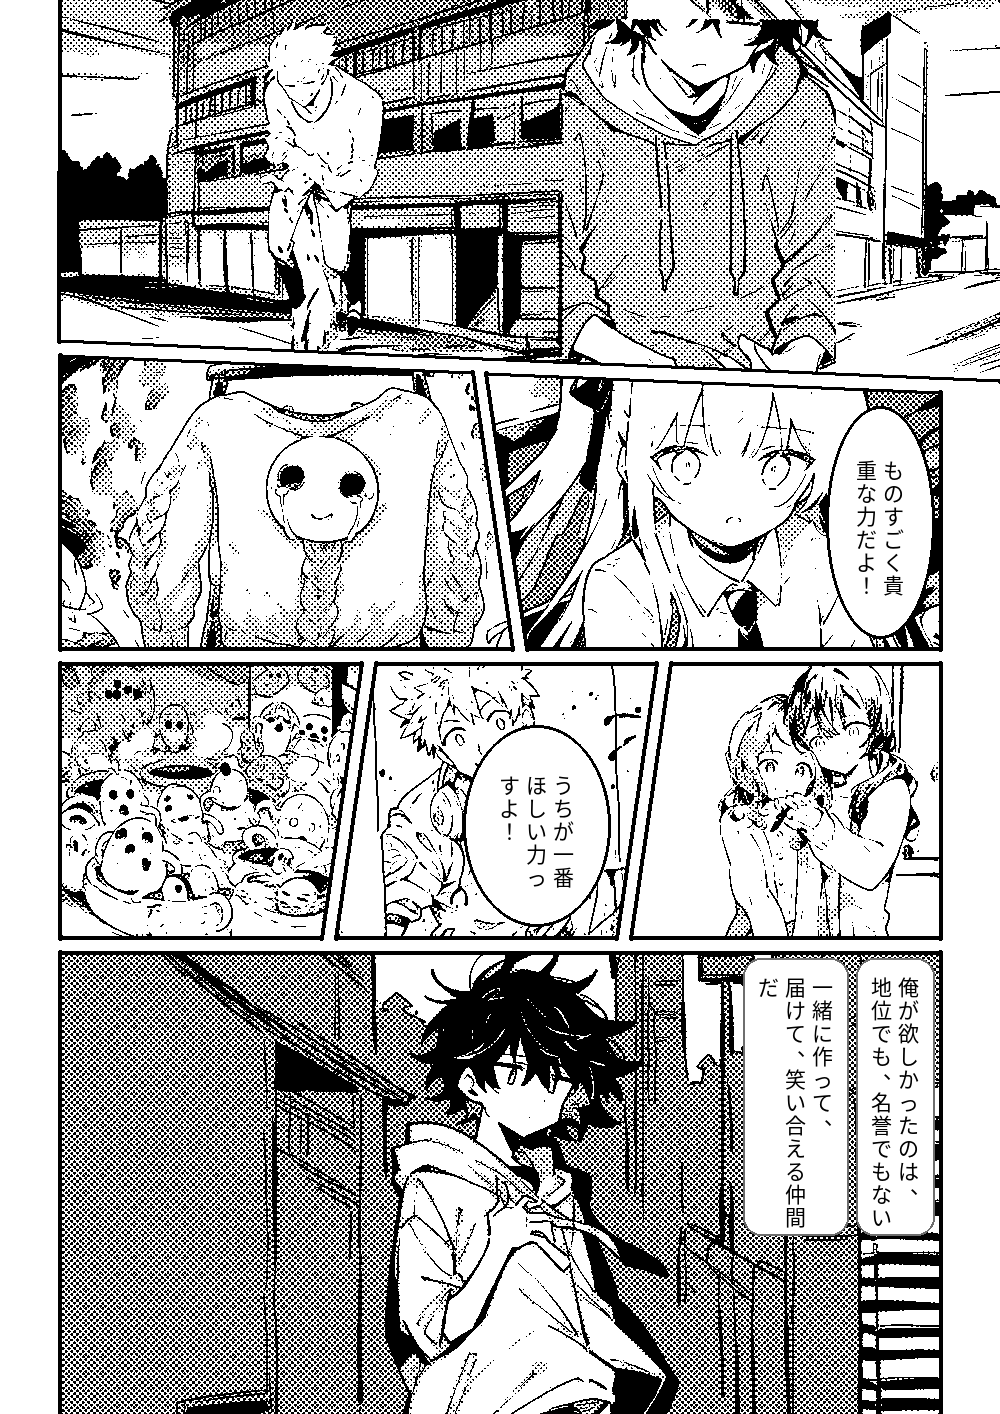 ものすごく貴
重な力だよ！
うちが一番
ほしい力っ
すよ！
俺が欲しかったのは、
地位でも、名誉でもない
一緒に作って、
届けて、笑い合える仲間
だ